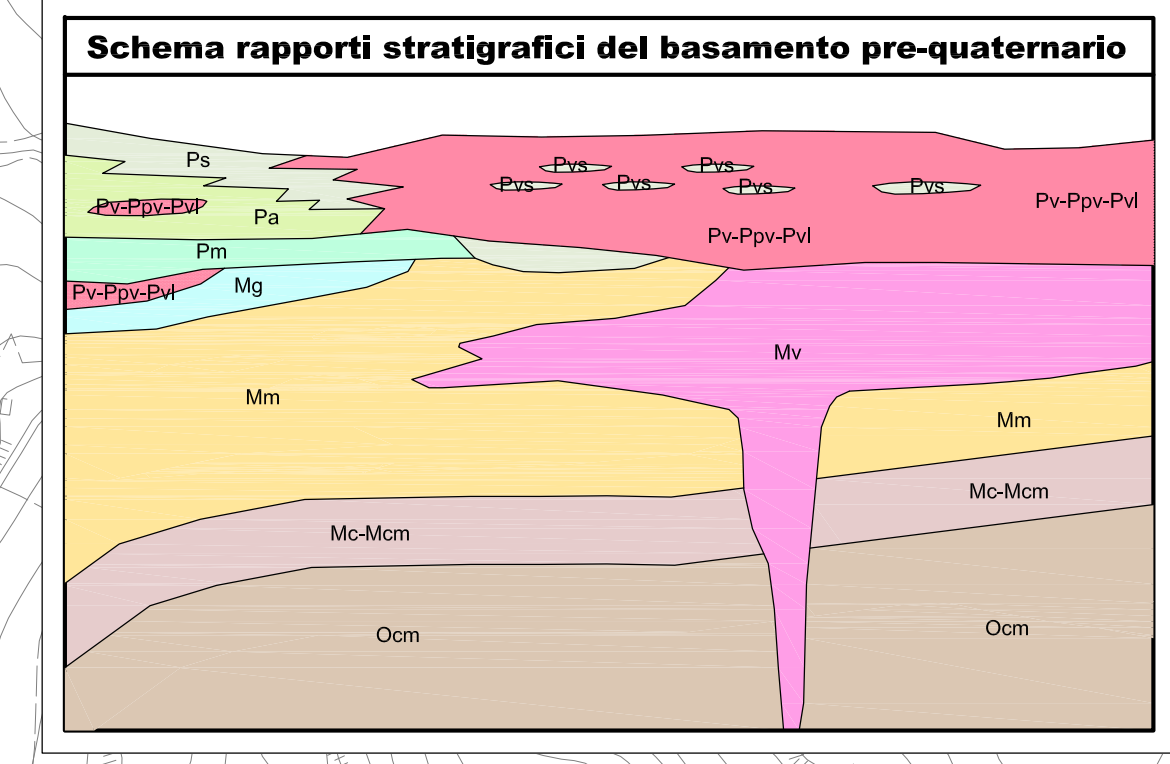 Schema rapporti stratigrafici del basamento pre-quaternario
Ps
Pvs
Pvs
Pvs
Pvs
Pvs
Pvs
Pv-Ppv-Pvl
Pa
Pv-Ppv-Pvl
Pv-Ppv-Pvl
Pm
Pv-Ppv-Pvl
Mg
Mv
Mm
Mm
Mc-Mcm
Mc-Mcm
Ocm
Ocm